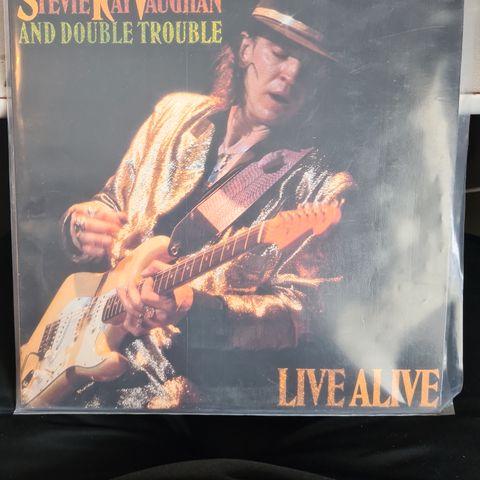 STEVIE RAY VAUGHAN
AND DOUBLE TROUBLE
LIVE ALIVE